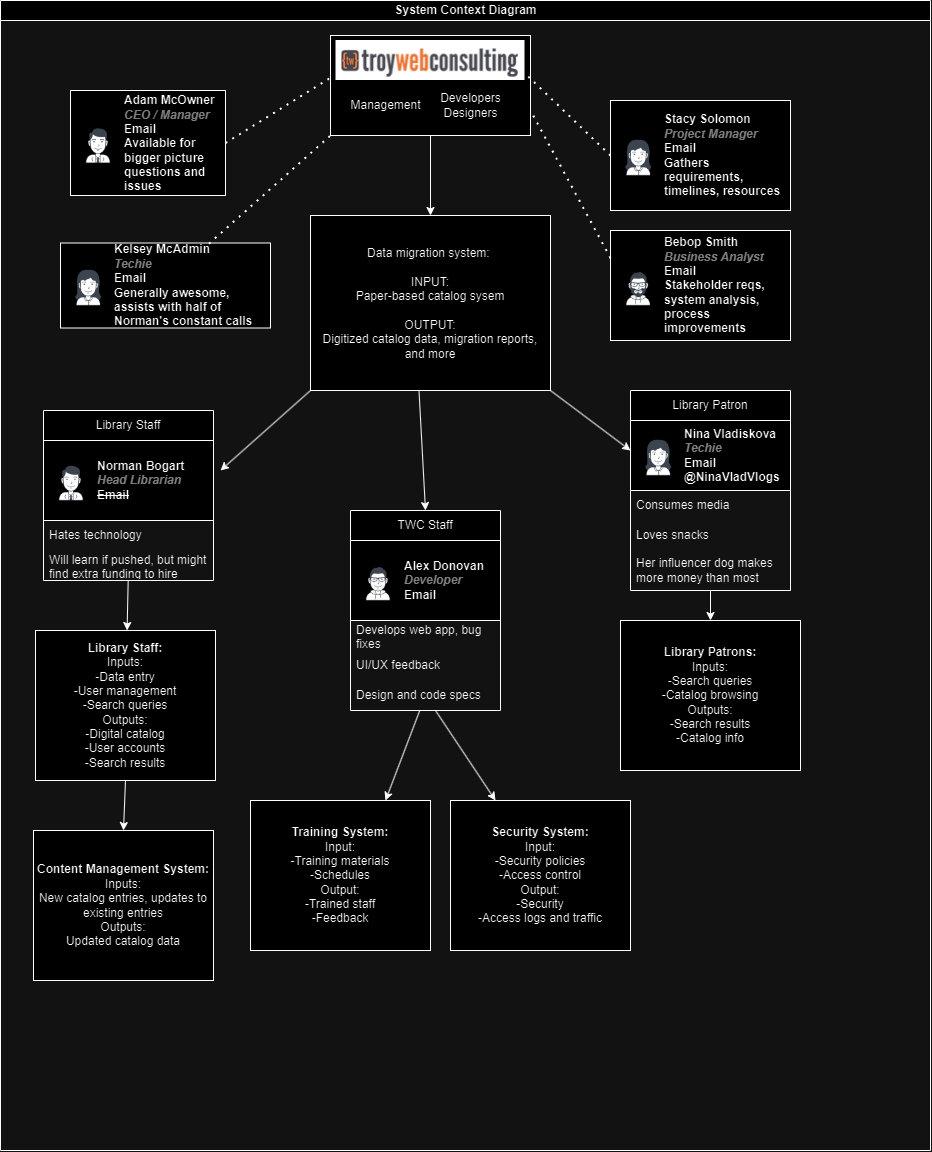 System Context Diagram
{tw} troywebconsulting
Management
Developers
Designers
Adam McOwner
CEO / Manager
Email
Available for
bigger picture
questions and
issues
Stacy Solomon
Project Manager
Email
Gathers
requirements,
timelines, resources
Kelsey McAdmin
Techie
Email
Generally awesome,
assists with half of
Norman's constant calls
Bebop Smith
Business Analyst
Email
Stakeholder reqs,
system analysis,
process
improvements
Data migration system:
INPUT:
Paper-based catalog sysem
OUTPUT:
Digitized catalog data, migration reports,
and more
Library Staff
Norman Bogart
Head Librarian
Email
Hates technology
Will learn if pushed, but might
find extra funding to hire
TWC Staff
Alex Donovan
Developer
Email
Develops web app, bug
fixes
UI/UX feedback
Design and code specs
Library Patron
Nina Vladiskova
Techie
Email
@NinaVladVlogs
Consumes media
Loves snacks
Her influencer dog makes
more money than most
Library Staff:
Inputs:
-Data entry
-User management
-Search queries
Outputs:
-Digital catalog
-User accounts
-Search results
Library Patrons:
Inputs:
-Search queries
-Catalog browsing
Outputs:
-Search results
-Catalog info
Content Management System:
Inputs:
New catalog entries, updates to
existing entries
Outputs:
Updated catalog data
Training System:
Input:
-Training materials
-Schedules
Output:
-Trained staff
-Feedback
Security System:
Input:
-Security policies
-Access control
Output:
-Security
-Access logs and traffic